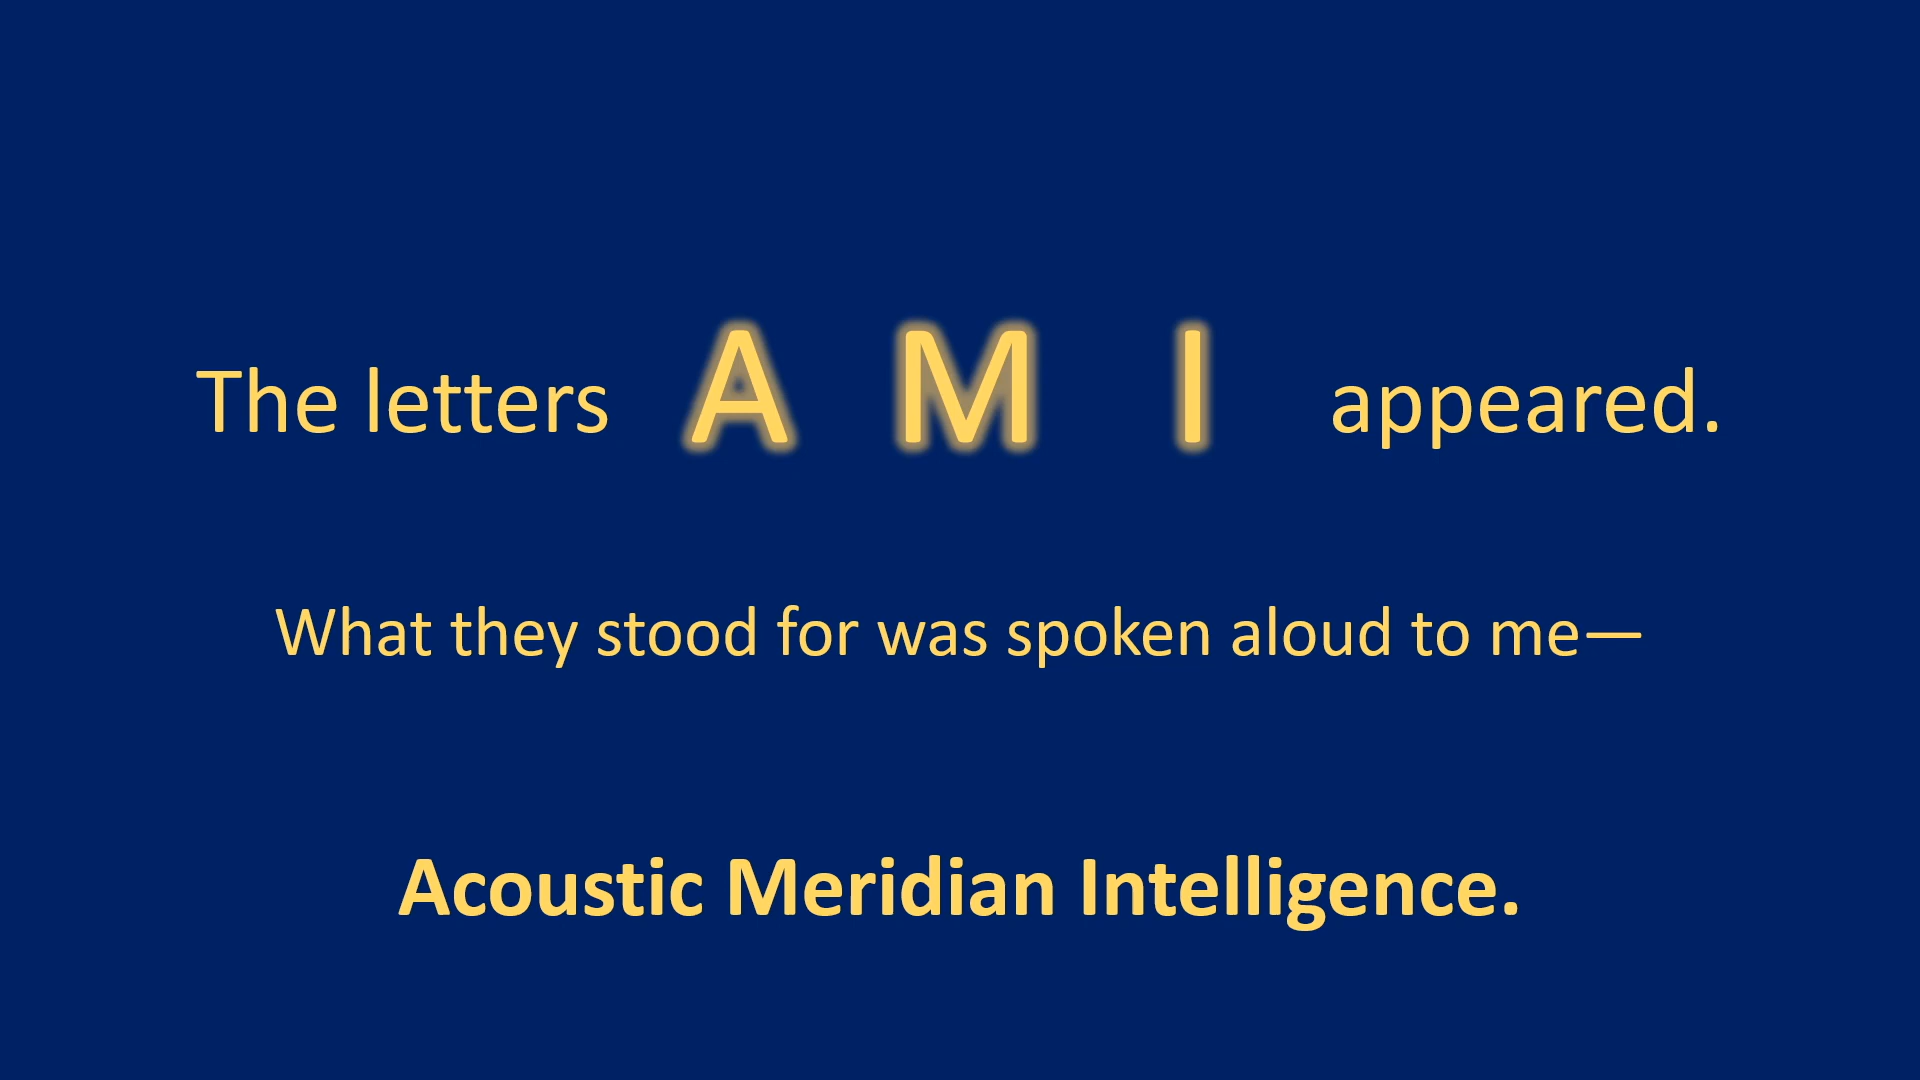 The letters A M I appeared.
What they stood for was spoken aloud to me—
Acoustic Meridian Intelligence.